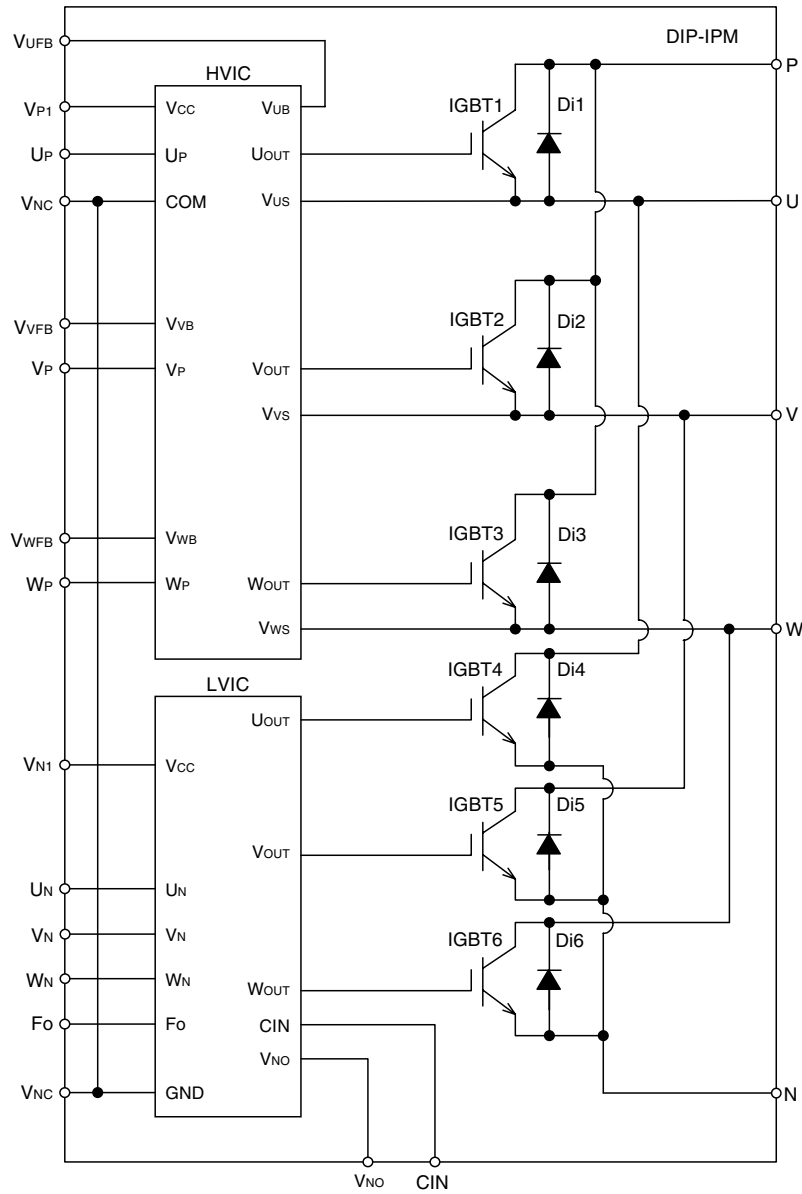 DIP-IPM
VUFB
P
HVIC
IGBT1
Di1
VP1
VCC
VUB
UP
UP
UOUT
VNC
COM
VUS
U
VVFB
VVB
IGBT2
Di2
VP
VP
VOUT
VVS
V
VWFB
VWB
IGBT3
Di3
WP
WP
WOUT
VWS
W
LVIC
IGBT4
Di4
UOUT
VN1
VCC
IGBT5
Di5
VOUT
UN
UN
VN
VN
IGBT6
Di6
WN
WN
WOUT
Fo
Fo
CIN
VNO
VNC
GND
N
VNO
CIN